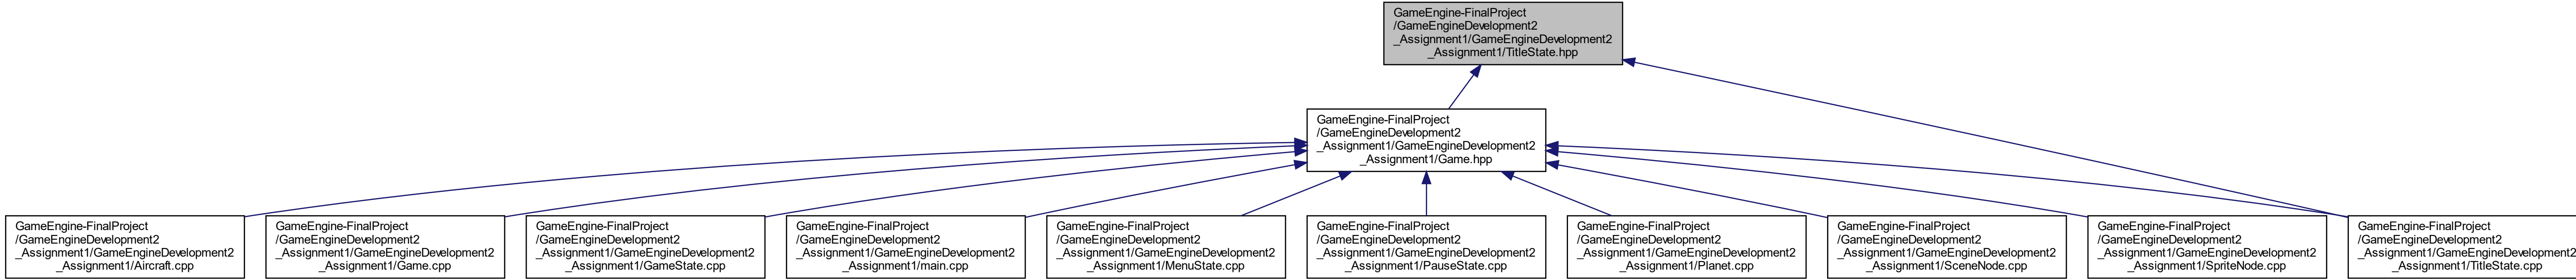 GameEngine-FinalProject
/GameEngineDevelopment2
_Assignment1/GameEngineDevelopment2
_Assignment1/TitleState.hpp
GameEngine-FinalProject
/GameEngineDevelopment2
_Assignment1/GameEngineDevelopment2
_Assignment1/Game.hpp
GameEngine-FinalProject
/GameEngineDevelopment2
_Assignment1/GameEngineDevelopment2
_Assignment1/Aircraft.cpp
GameEngine-FinalProject
/GameEngineDevelopment2
_Assignment1/GameEngineDevelopment2
_Assignment1/Game.cpp
GameEngine-FinalProject
/GameEngineDevelopment2
_Assignment1/GameEngineDevelopment2
_Assignment1/GameState.cpp
GameEngine-FinalProject
/GameEngineDevelopment2
_Assignment1/GameEngineDevelopment2
_Assignment1/main.cpp
GameEngine-FinalProject
/GameEngineDevelopment2
_Assignment1/GameEngineDevelopment2
_Assignment1/MenuState.cpp
GameEngine-FinalProject
/GameEngineDevelopment2
_Assignment1/GameEngineDevelopment2
_Assignment1/PauseState.cpp
GameEngine-FinalProject
/GameEngineDevelopment2
_Assignment1/GameEngineDevelopment2
_Assignment1/Planet.cpp
GameEngine-FinalProject
/GameEngineDevelopment2
_Assignment1/GameEngineDevelopment2
_Assignment1/SceneNode.cpp
GameEngine-FinalProject
/GameEngineDevelopment2
_Assignment1/GameEngineDevelopment2
_Assignment1/SpriteNode.cpp
GameEngine-FinalProject
/GameEngineDevelopment2
_Assignment1/GameEngineDevelopment2
_Assignment1/TitleState.cpp